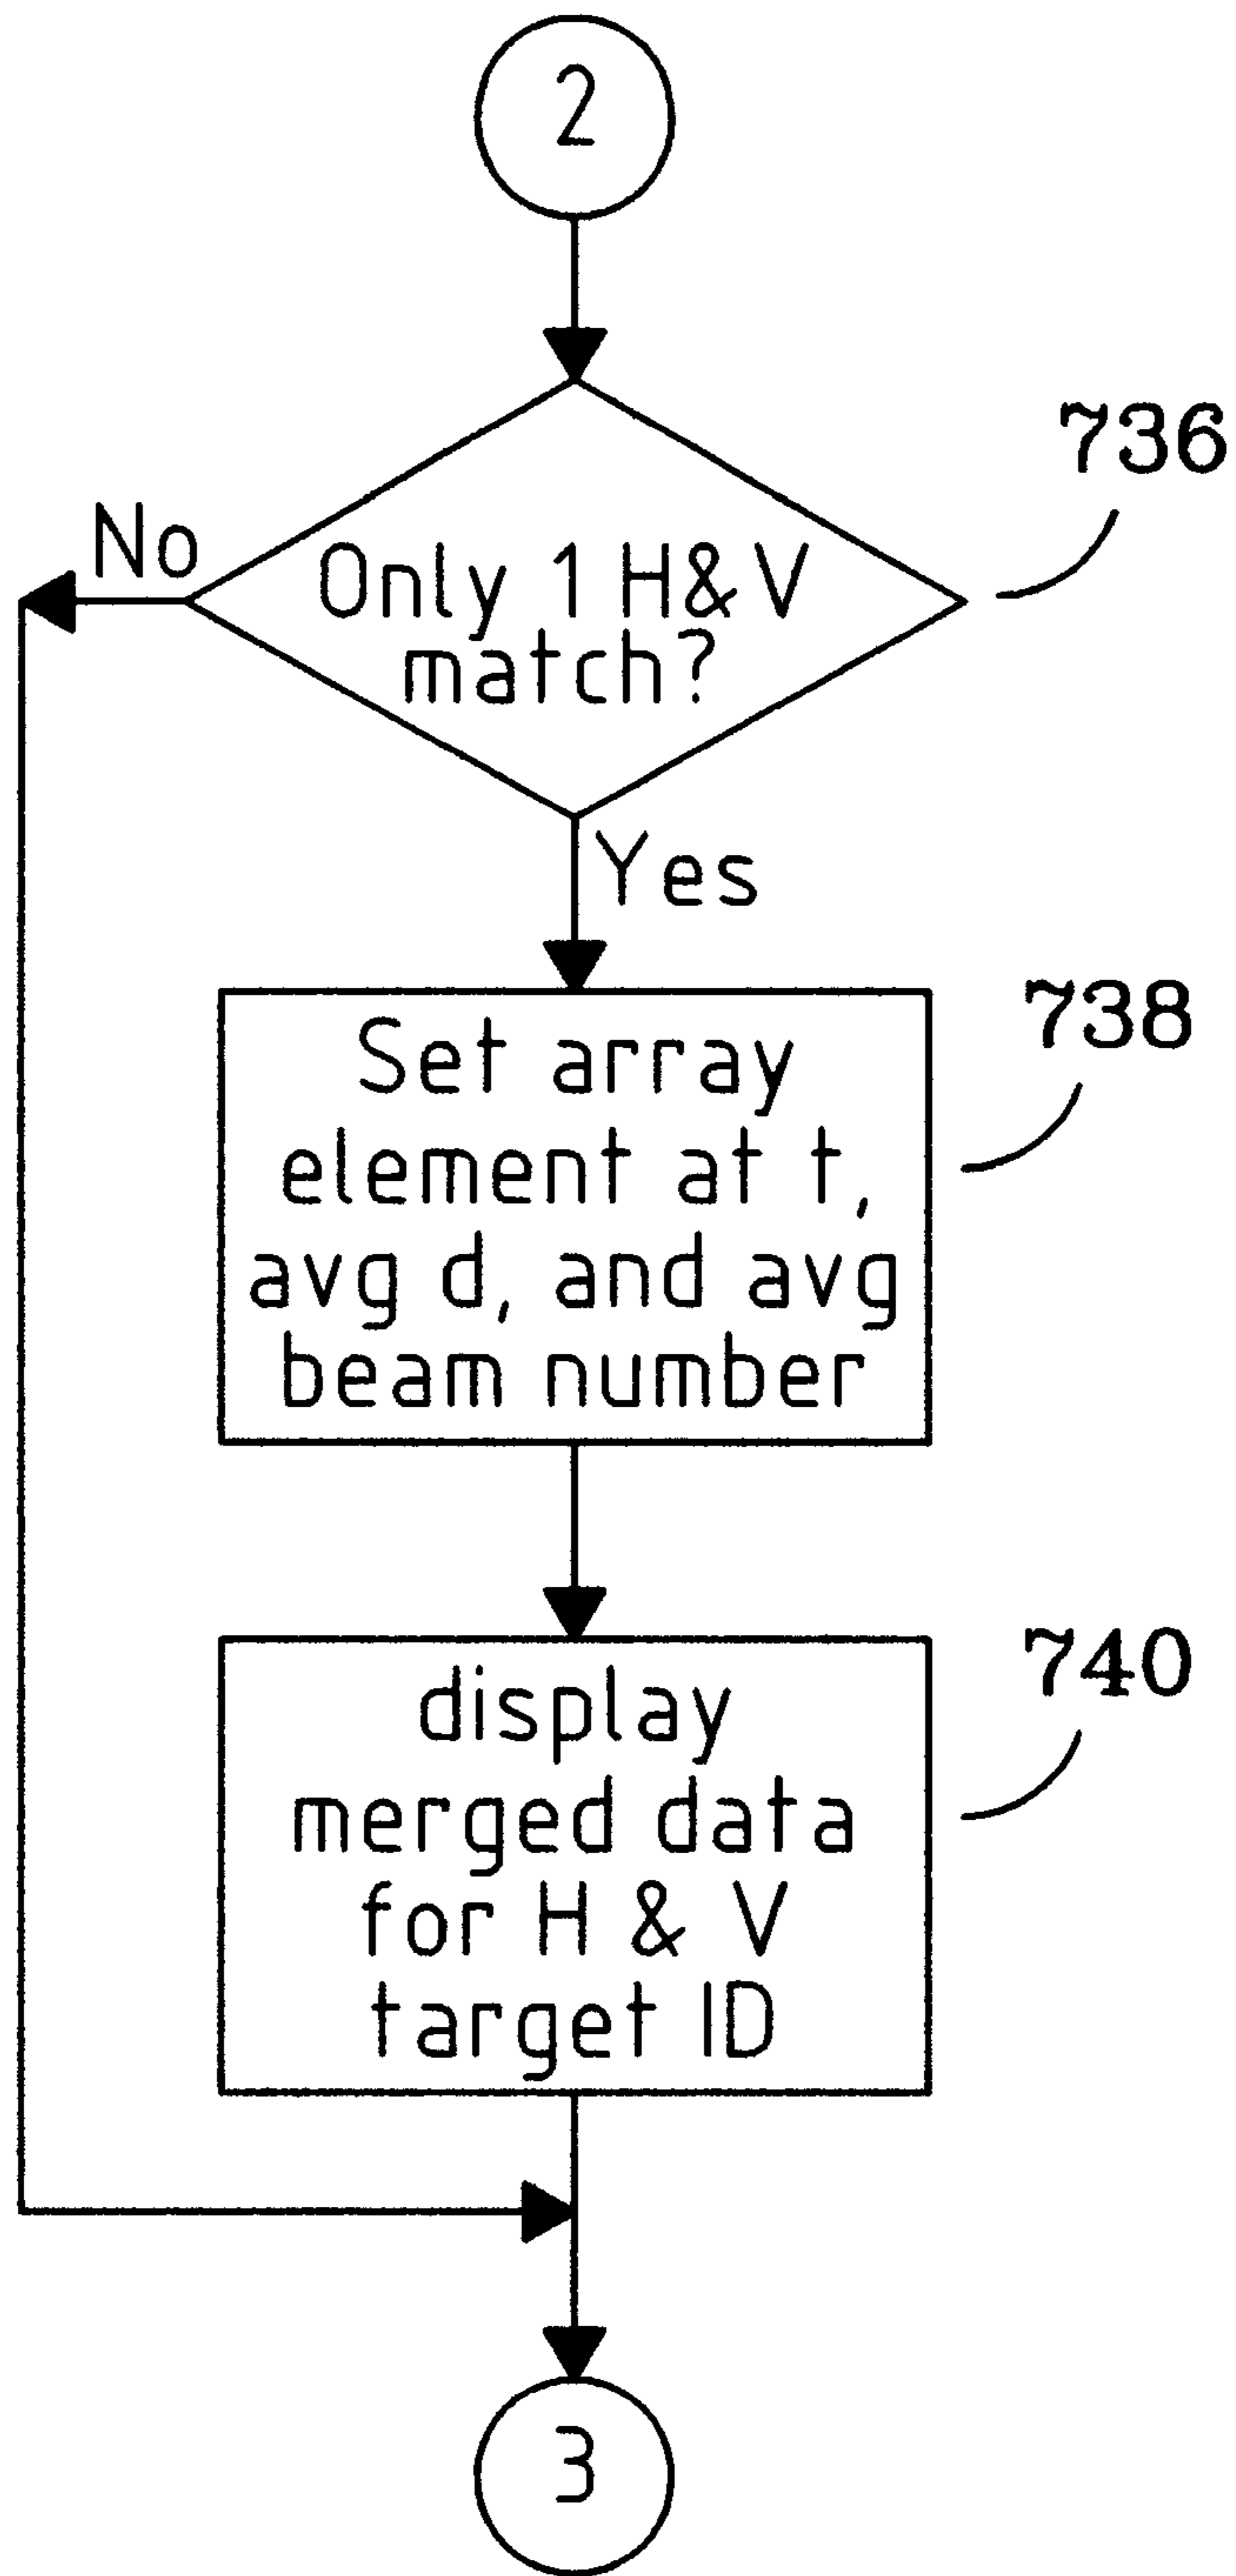 2
736
No
Only 1 H & V
match?
Yes
738
Set array
element at t,
avg d, and avg
beam number
740
display
merged data
for H & V
target ID
3